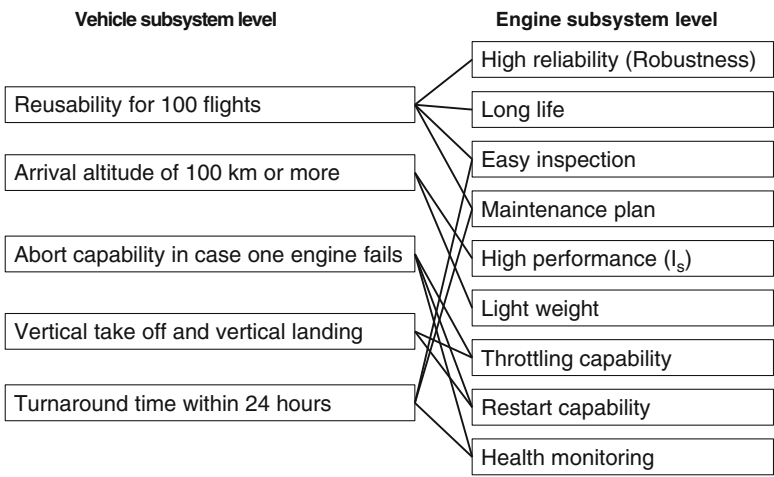 Vehicle subsystem level
Engine subsystem level
High reliability (Robustness)
Reusability for 100 flights
Long life
Easy inspection
Arrival altitude of 100 km or more
Maintenance plan
Abort capability in case one engine fails
High performance (Is)
Light weight
Vertical take off and vertical landing
Throttling capability
Turnaround time within 24 hours
Restart capability
Health monitoring